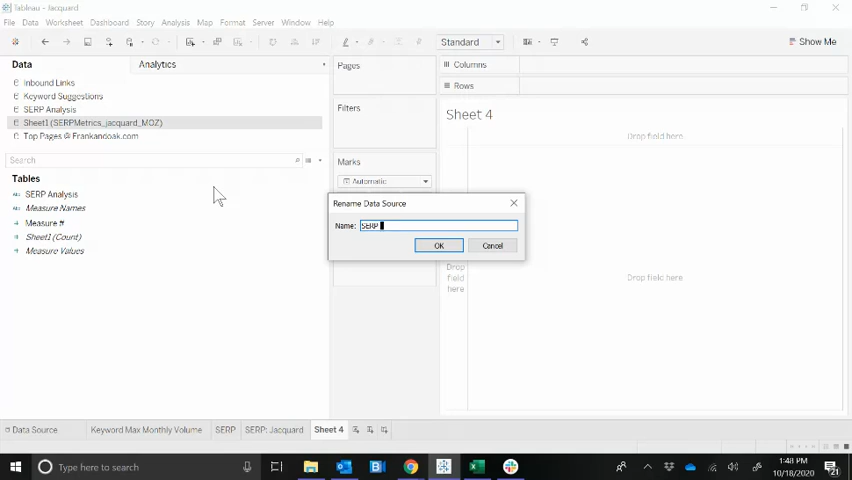 Tableau - Jacquard
File Data Worksheet Dashboard Story Analysis Map Format Server Window Help
Standard
Show Me
Data Analytics
Pages
Columns
Rows
Inbound Links
Keyword Suggestions
SERP Analysis
Sheet1 (SERPMetrics_jacquard_MOZ)
Top Pages @ Frankandoak.com
Filters
Sheet 4
Drop field here
Search
Marks
Automatic
Tables
SERP Analysis
Measure Names
Measure #
Sheet1 (Count)
Measure Values
Rename Data Source
Name: SERP
OK Cancel
Drop
field
here
Drop field here
Data Source Keyword Max Monthly Volume SERP SERP: Jacquard Sheet 4
Type here to search
1:48 PM
10/18/2020
21